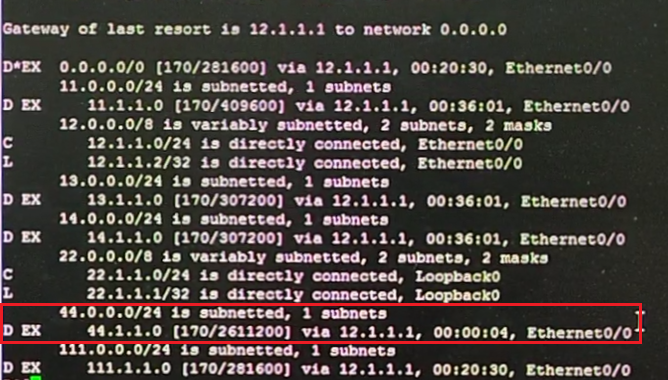 Gateway of last resort is 12.1.1.1 to network 0.0.0.0
D*EX 0.0.0.0/0 [170/281600] via 12.1.1.1, 00:20:30, Ethernet0/0
11.0.0.0/24 is subnetted, 1 subnets
D EX 11.1.1.0 [170/409600] via 12.1.1.1, 00:36:01, Ethernet0/0
12.0.0.0/8 is variably subnetted, 2 subnets, 2 masks
C 12.1.1.0/24 is directly connected, Ethernet0/0
L 12.1.1.2/32 is directly connected, Ethernet0/0
13.0.0.0/24 is subnetted, 1 subnets
D EX 13.1.1.0 [170/307200] via 12.1.1.1, 00:36:01, Ethernet0/0
14.0.0.0/24 is subnetted, 1 subnets
D EX 14.1.1.0 [170/307200] via 12.1.1.1, 00:36:01, Ethernet0/0
22.0.0.0/8 is variably subnetted, 2 subnets, 2 masks
C 22.1.1.0/24 is directly connected, Loopback0
L 22.1.1.1/32 is directly connected, Loopback0
44.0.0.0/24 is subnetted, 1 subnets
D EX 44.1.1.0 [170/2611200] via 12.1.1.1, 00:00:04, Ethernet0/0
111.0.0.0/24 is subnetted, 1 subnets
D EX 111.1.1.0 [170/281600] via 12.1.1.1, 00:20:30, Ethernet0/0